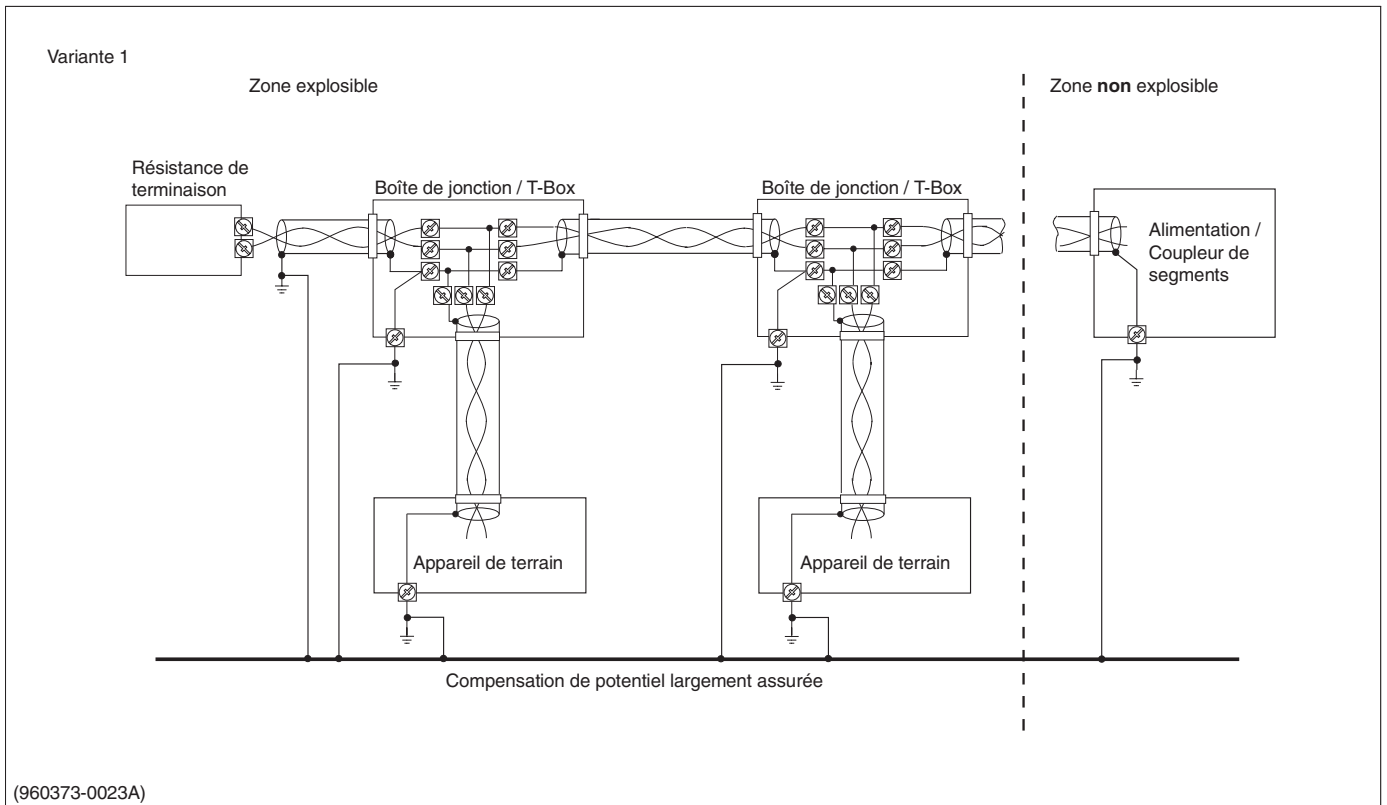 Variante 1
Zone explosible
Zone non explosible
Résistance de
terminaison
Boîte de jonction / T-Box
Boîte de jonction / T-Box
Alimentation /
Coupleur de
segments
Appareil de terrain
Appareil de terrain
Compensation de potentiel largement assurée
(960373-0023A)